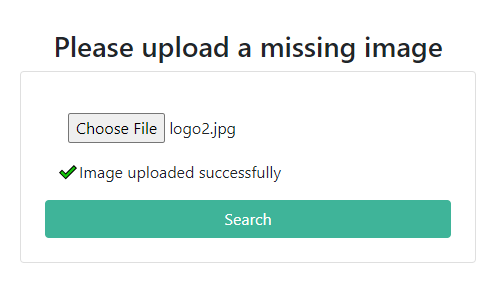 Please upload a missing image
Choose File logo2.jpg
Image uploaded successfully
Search